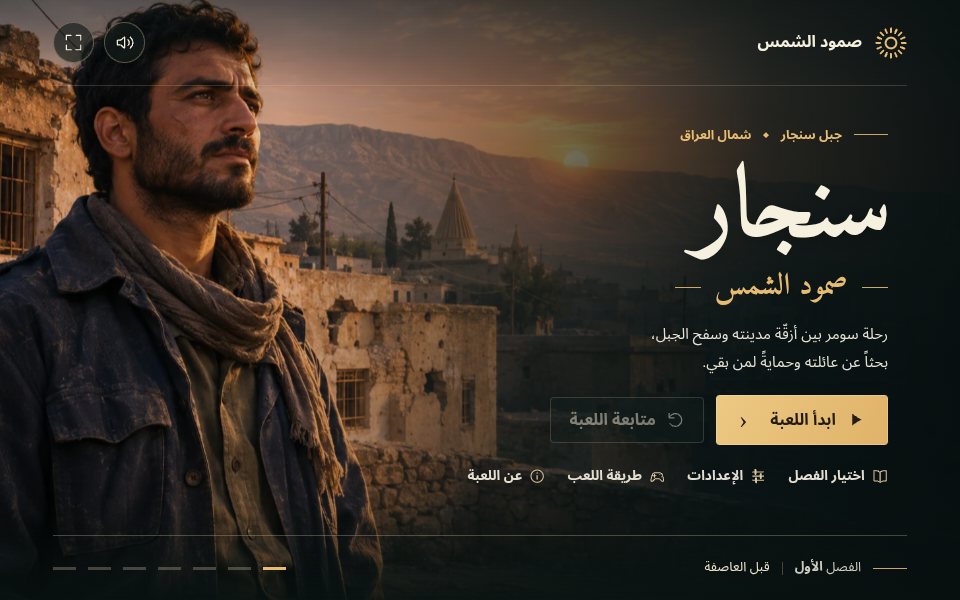 صمود الشمس
جبل سنجار ◆ شمال العراق
سنجار
صمود الشمس
رحلة سومر بين أزقّة مدينته وسفح الجبل،
بحثاً عن عائلته وحمايةً لمن بقي.
ابدأ اللعبة
متابعة اللعبة
اختيار الفصل
الإعدادات
طريقة اللعب
عن اللعبة
الفصل الأول | قبل العاصفة